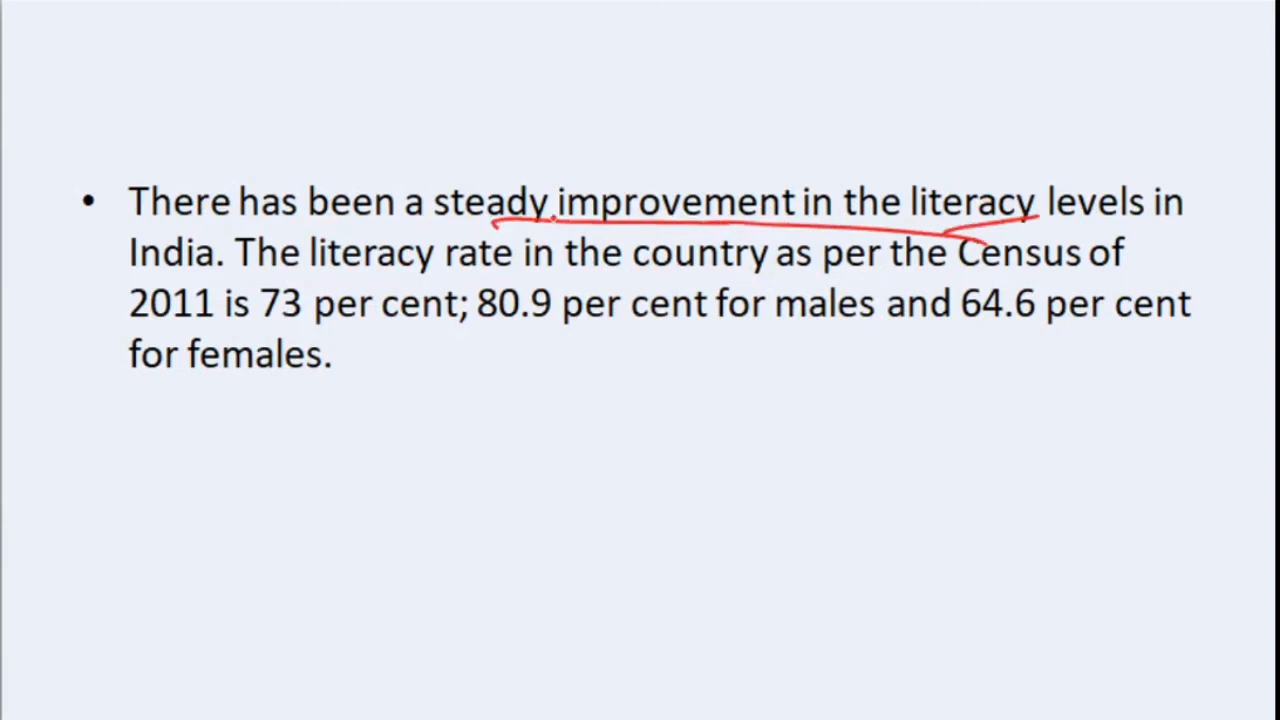 • There has been a steady improvement in the literacy levels in
India. The literacy rate in the country as per the Census of
2011 is 73 per cent; 80.9 per cent for males and 64.6 per cent
for females.